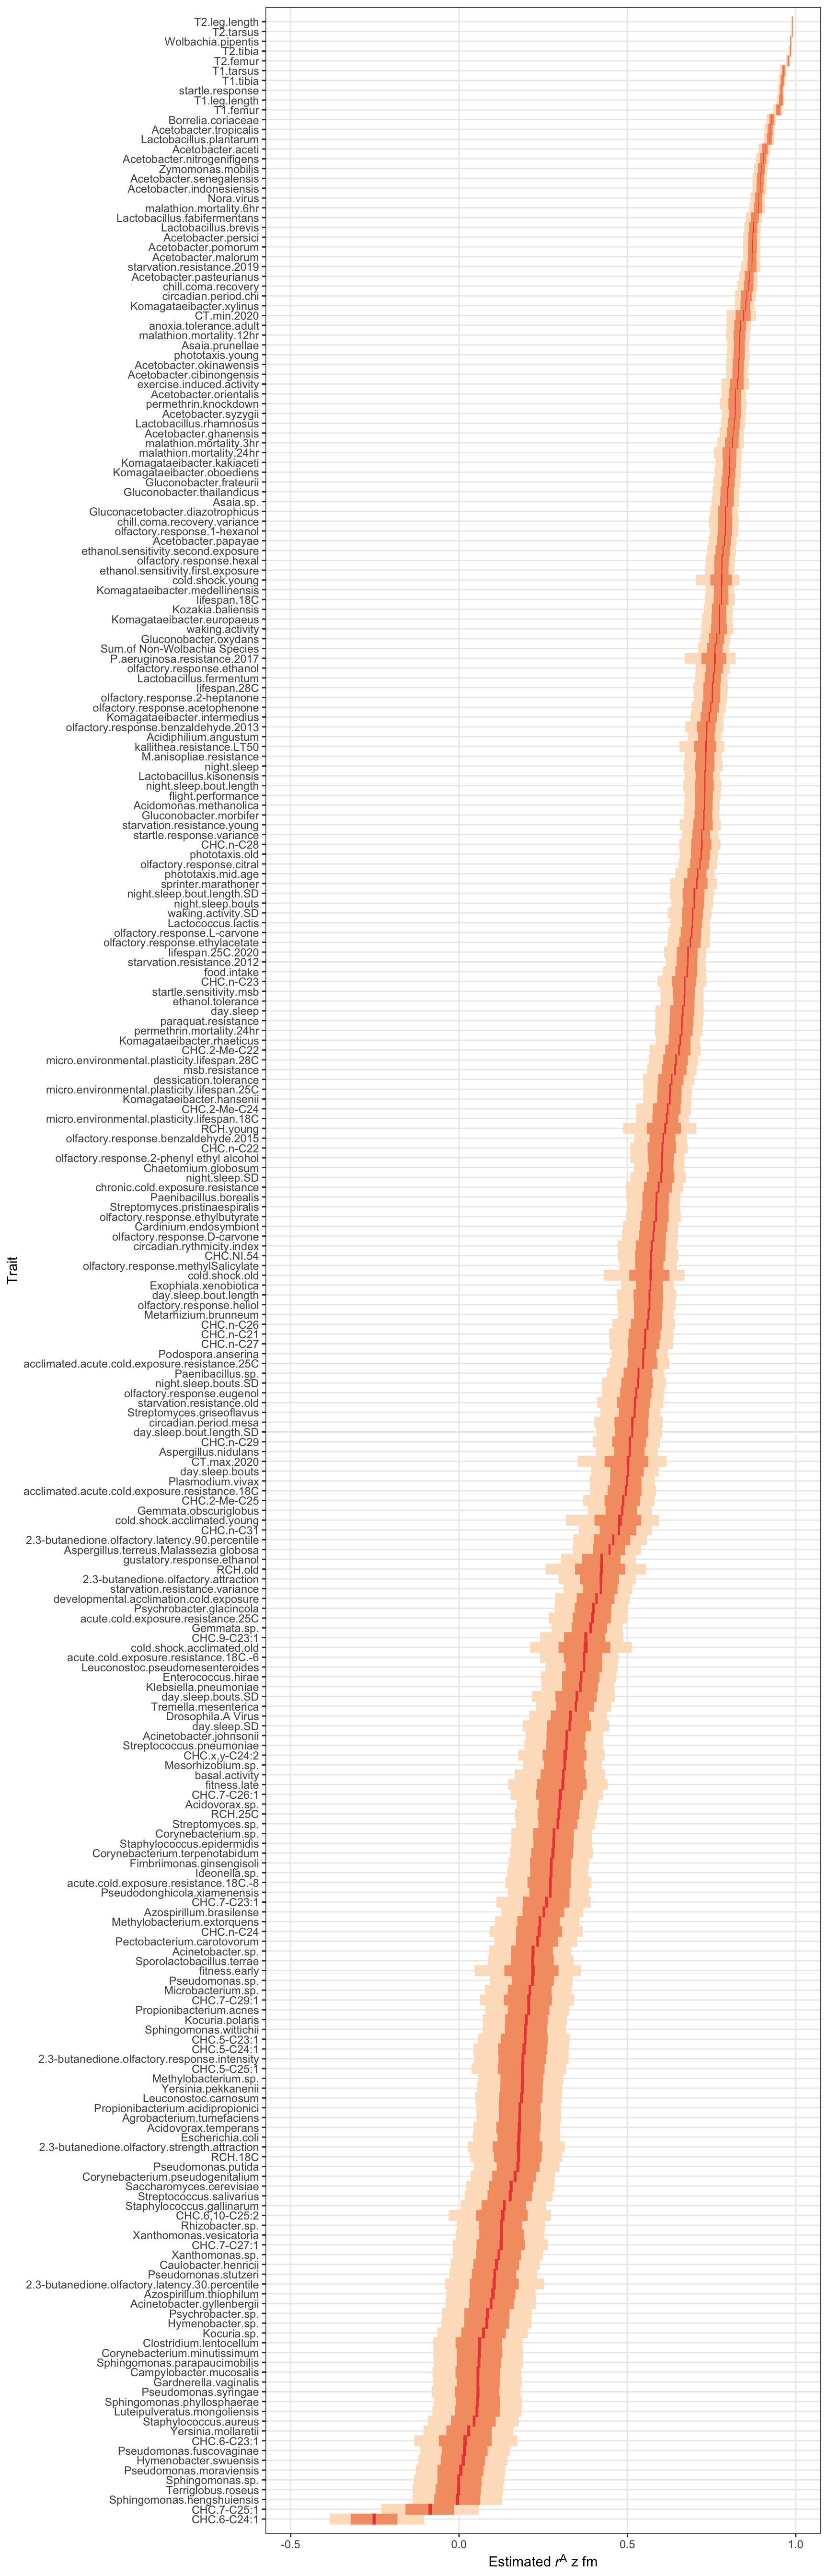 T2.leg.length
T2.tarsus
Wolbachia.pipentis
T2.tibia
T2.femur
T1.tarsus
T1.tibia
startle.response
T1.leg.length
T1.femur
Borrelia.coriaceae
Acetobacter.tropicalis
Lactobacillus.plantarum
Acetobacter.aceti
Acetobacter.nitrogenifigens
Zymomonas.mobilis
Acetobacter.senegalensis
Acetobacter.indonesiensis
Nora.virus
malathion.mortality.6hr
Lactobacillus.fabifermentans
Lactobacillus.brevis
Acetobacter.persici
Acetobacter.pomorum
Acetobacter.malorum
starvation.resistance.2019
Acetobacter.pasteurianus
chill.coma.recovery
circadian.period.chi
Komagataeibacter.xylinus
CT.min.2020
anoxia.tolerance.adult
malathion.mortality.12hr
Asaia.prunellae
phototaxis.young
Acetobacter.okinawensis
Acetobacter.cibinongensis
exercise.induced.activity
Acetobacter.orientalis
permethrin.knockdown
Acetobacter.syzygii
Lactobacillus.rhamnosus
Acetobacter.ghanensis
malathion.mortality.3hr
malathion.mortality.24hr
Komagataeibacter.kakiaceti
Komagataeibacter.oboediens
Gluconobacter.frateurii
Gluconobacter.thailandicus
Asaia.sp.
Gluconacetobacter.diazotrophicus
chill.coma.recovery.variance
olfactory.response.1-hexanol
Acetobacter.papayae
ethanol.sensitivity.second.exposure
olfactory.response.hexal
ethanol.sensitivity.first.exposure
cold.shock.young
Komagataeibacter.medellinensis
lifespan.18C
Kozakia.baliensis
Komagataeibacter.europaeus
waking.activity
Gluconobacter.oxydans
Sum.of Non-Wolbachia Species
P.aeruginosa.resistance.2017
olfactory.response.ethanol
Lactobacillus.fermentum
lifespan.28C
olfactory.response.2-heptanone
olfactory.response.acetophenone
Komagataeibacter.intermedius
olfactory.response.benzaldehyde.2013
Acidiphilium.angustum
kallithea.resistance.LT50
M.anisopliae.resistance
night.sleep
Lactobacillus.kisonensis
night.sleep.bout.length
flight.performance
Acidomonas.methanolica
Gluconobacter.morbifer
starvation.resistance.young
startle.response.variance
CHC.n-C28
phototaxis.old
olfactory.response.citral
phototaxis.mid.age
sprinter.marathoner
night.sleep.bout.length.SD
night.sleep.bouts
waking.activity.SD
Lactococcus.lactis
olfactory.response.L-carvone
olfactory.response.ethylacetate
lifespan.25C.2020
starvation.resistance.2012
food.intake
CHC.n-C23
startle.sensitivity.msb
ethanol.tolerance
day.sleep
paraquat.resistance
permethrin.mortality.24hr
Komagataeibacter.rhaeticus
CHC.2-Me-C22
micro.environmental.plasticity.lifespan.28C
msb.resistance
dessication.tolerance
micro.environmental.plasticity.lifespan.25C
Komagataeibacter.hansenii
CHC.2-Me-C24
micro.environmental.plasticity.lifespan.18C
RCH.young
olfactory.response.benzaldehyde.2015
CHC.n-C22
olfactory.response.2-phenyl ethyl alcohol
Chaetomium.globosum
night.sleep.SD
chronic.cold.exposure.resistance
Paenibacillus.borealis
Streptomyces.pristinaespiralis
olfactory.response.ethylbutyrate
Cardinium.endosymbiont
olfactory.response.D-carvone
circadian.rythmicity.index
CHC.NI.54
olfactory.response.methylSalicylate
cold.shock.old
Exophiala.xenobiotica
day.sleep.bout.length
olfactory.response.heliol
Metarhizium.brunneum
CHC.n-C26
CHC.n-C21
CHC.n-C27
Podospora.anserina
acclimated.acute.cold.exposure.resistance.25C
Paenibacillus.sp.
night.sleep.bouts.SD
olfactory.response.eugenol
starvation.resistance.old
Streptomyces.griseoflavus
circadian.period.mesa
day.sleep.bout.length.SD
CHC.n-C29
Aspergillus.nidulans
CT.max.2020
day.sleep.bouts
Plasmodium.vivax
acclimated.acute.cold.exposure.resistance.18C
CHC.2-Me-C25
Gemmata.obscuriglobus
cold.shock.acclimated.young
CHC.n-C31
2.3-butanedione.olfactory.latency.90.percentile
Aspergillus.terreus,Malassezia globosa
gustatory.response.ethanol
RCH.old
2.3-butanedione.olfactory.attraction
starvation.resistance.variance
developmental.acclimation.cold.exposure
Psychrobacter.glacincola
acute.cold.exposure.resistance.25C
Gemmata.sp.
CHC.9-C23:1
cold.shock.acclimated.old
acute.cold.exposure.resistance.18C.-6
Leuconostoc.pseudomesenteroides
Enterococcus.hirae
Klebsiella.pneumoniae
day.sleep.bouts.SD
Tremella.mesenterica
Drosophila.A Virus
day.sleep.SD
Acinetobacter.johnsonii
Streptococcus.pneumoniae
CHC.x,y-C24:2
Mesorhizobium.sp.
basal.activity
fitness.late
CHC.7-C26:1
Acidovorax.sp.
RCH.25C
Streptomyces.sp.
Corynebacterium.sp.
Staphylococcus.epidermidis
Corynebacterium.terpenotabidum
Fimbriimonas.ginsengisoli
Ideonella.sp.
acute.cold.exposure.resistance.18C.-8
Pseudodonghicola.xiamenensis
CHC.7-C23:1
Azospirillum.brasilense
Methylobacterium.extorquens
CHC.n-C24
Pectobacterium.carotovorum
Acinetobacter.sp.
Sporolactobacillus.terrae
fitness.early
Pseudomonas.sp.
Microbacterium.sp.
CHC.7-C29:1
Propionibacterium.acnes
Kocuria.polaris
Sphingomonas.wittichii
CHC.5-C23:1
CHC.5-C24:1
2.3-butanedione.olfactory.response.intensity
CHC.5-C25:1
Methylobacterium.sp.
Yersinia.pekkanenii
Leuconostoc.carnosum
Propionibacterium.acidipropionici
Agrobacterium.tumefaciens
Acidovorax.temperans
Escherichia.coli
2.3-butanedione.olfactory.strength.attraction
RCH.18C
Pseudomonas.putida
Corynebacterium.pseudogenitalium
Saccharomyces.cerevisiae
Streptococcus.salivarius
Staphylococcus.gallinarum
CHC.6,10-C25:2
Rhizobacter.sp.
Xanthomonas.vesicatoria
CHC.7-C27:1
Xanthomonas.sp.
Caulobacter.henricii
Pseudomonas.stutzeri
2.3-butanedione.olfactory.latency.30.percentile
Azospirillum.thiophilum
Acinetobacter.gyllenbergii
Psychrobacter.sp.
Hymenobacter.sp.
Kocuria.sp.
Clostridium.lentocellum
Corynebacterium.minutissimum
Sphingomonas.parapaucimobilis
Campylobacter.mucosalis
Gardnerella.vaginalis
Pseudomonas.syringae
Sphingomonas.phyllosphaerae
Luteipulveratus.mongoliensis
Staphylococcus.aureus
Yersinia.mollaretii
CHC.6-C23:1
Pseudomonas.fuscovaginae
Hymenobacter.swuensis
Pseudomonas.moraviensis
Sphingomonas.sp.
Terriglobus.roseus
Sphingomonas.hengshuiensis
CHC.7-C25:1
CHC.6-C24:1
Trait
-0.5 0.0 0.5 1.0
Estimated r^A z fm